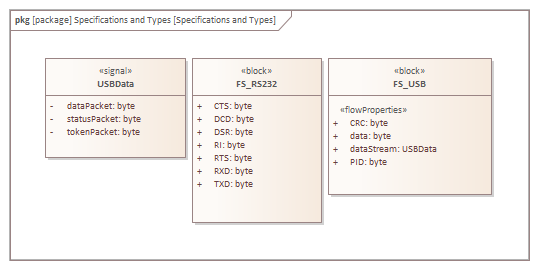 pkg [package] Specifications and Types [Specifications and Types]
«signal»
USBData
- dataPacket: byte
- statusPacket: byte
- tokenPacket: byte
«block»
FS_RS232
+ CTS: byte
+ DCD: byte
+ DSR: byte
+ RI: byte
+ RTS: byte
+ RXD: byte
+ TXD: byte
«block»
FS_USB
«flowProperties»
+ CRC: byte
+ data: byte
+ dataStream: USBData
+ PID: byte